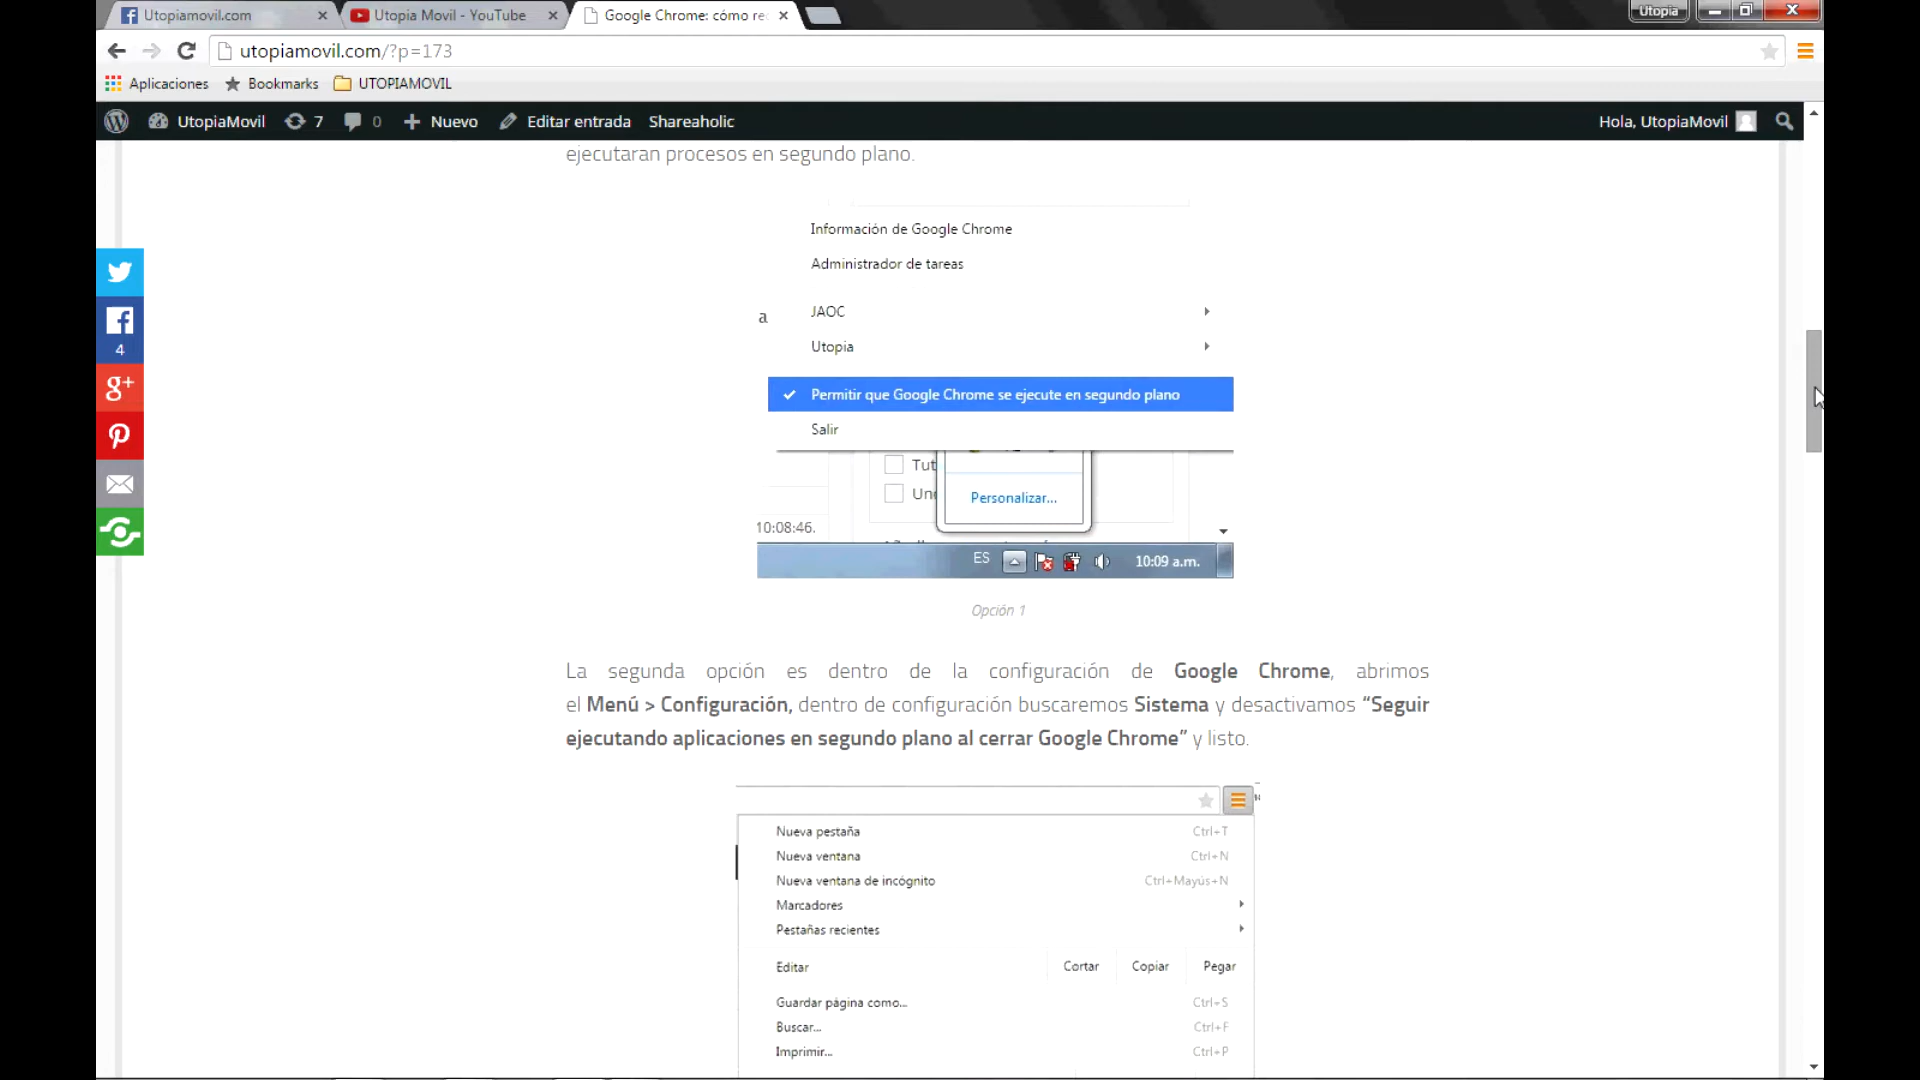 Utopiamovil.com
Utopia Movil - YouTube
Google Chrome: cómo rec
Utopia
utopiamovil.com/?p=173
Aplicaciones
Bookmarks
UTOPIAMOVIL
UtopiaMovil
7
0
Nuevo
Editar entrada
Shareaholic
Hola, UtopiaMovil
ejecutaran procesos en segundo plano.
Información de Google Chrome
Administrador de tareas
a
JAOC
Utopia
Permitir que Google Chrome se ejecute en segundo plano
Salir
Tut
Personalizar...
10:08:46.
ES
10:09 a.m.
4
g+
Opción 1
La segunda opción es dentro de la configuración de Google Chrome, abrimos
el Menú > Configuración, dentro de configuración buscaremos Sistema y desactivamos “Seguir
ejecutando aplicaciones en segundo plano al cerrar Google Chrome” y listo.
Nueva pestaña Ctrl+T
Nueva ventana Ctrl+N
Nueva ventana de incógnito Ctrl+Mayús+N
Marcadores
Pestañas recientes
Editar Cortar Copiar Pegar
Guardar página como... Ctrl+S
Buscar... Ctrl+F
Imprimir... Ctrl+P